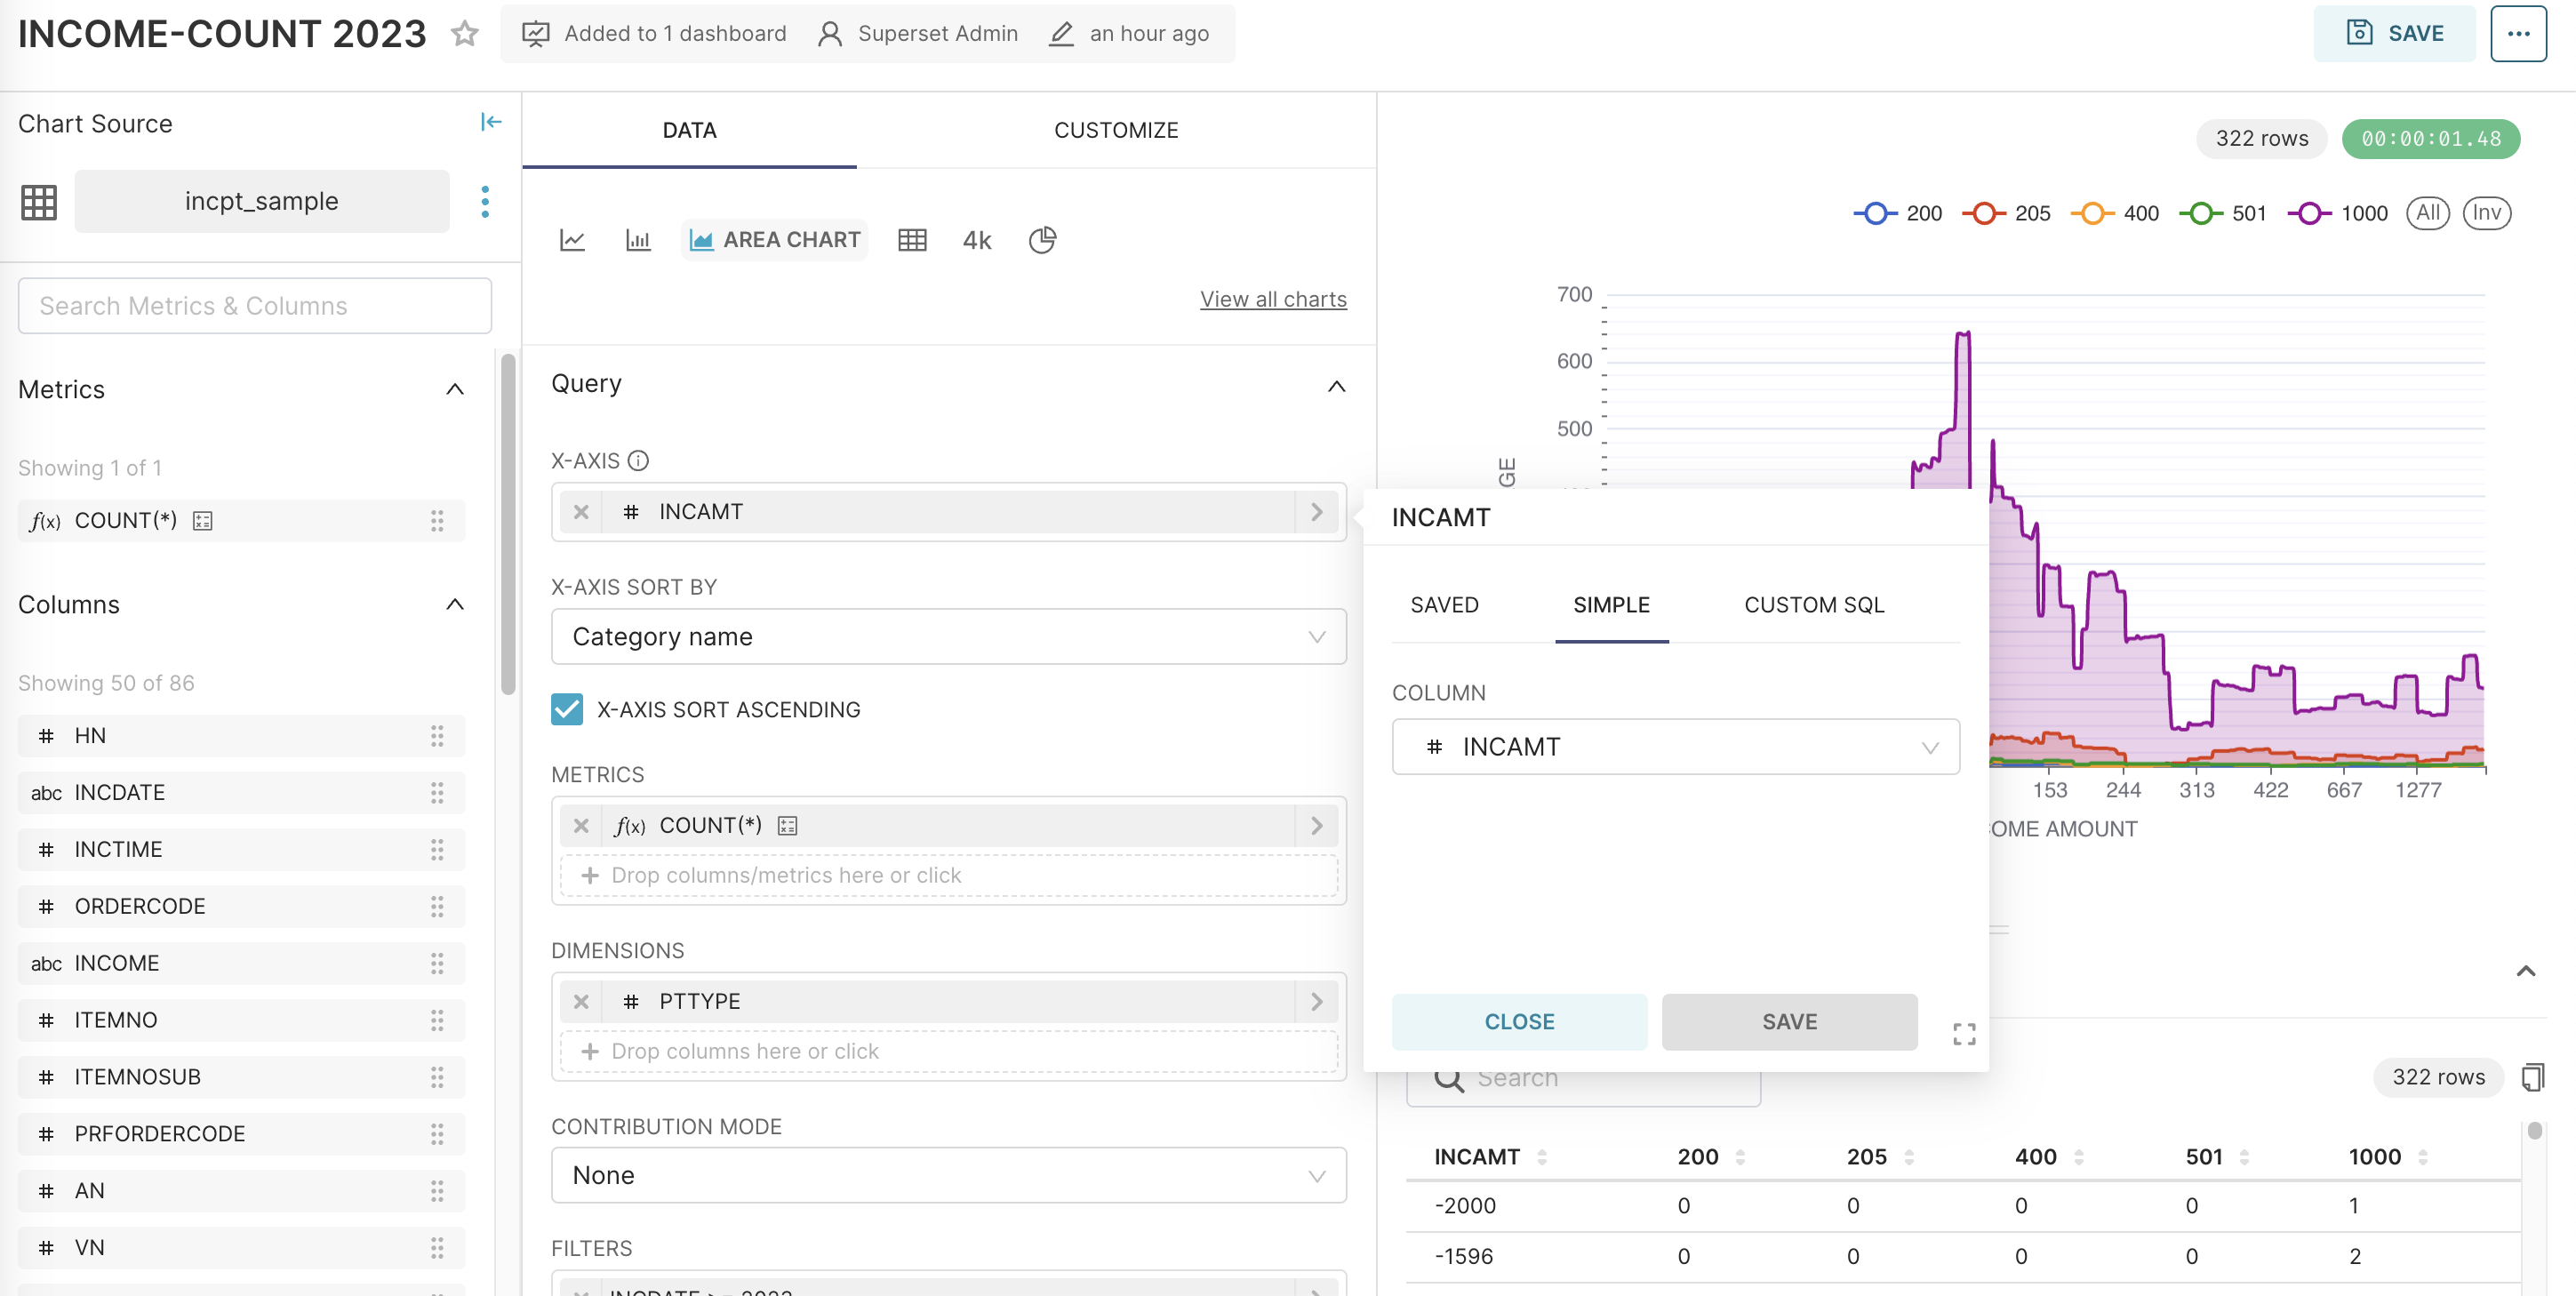 INCOME-COUNT 2023
Added to 1 dashboard
Superset Admin
an hour ago
SAVE
Chart Source
incpt_sample
Search Metrics & Columns
Metrics
Showing 1 of 1
f(x) COUNT(*)
Columns
Showing 50 of 86
# HN
abc INCDATE
# INCTIME
# ORDERCODE
abc INCOME
# ITEMNO
# ITEMNOSUB
# PRFORDERCODE
# AN
# VN
DATA
CUSTOMIZE
AREA CHART
4k
View all charts
Query
X-AXIS
# INCAMT
X-AXIS SORT BY
Category name
X-AXIS SORT ASCENDING
METRICS
f(x) COUNT(*)
+ Drop columns/metrics here or click
DIMENSIONS
# PTTYPE
+ Drop columns here or click
CONTRIBUTION MODE
None
FILTERS
INCDATE >= 2023
322 rows
00:00:01.48
200 205 400 501 1000 All Inv
700
600
500
GE
153 244 313 422 667 1277
OME AMOUNT
INCAMT
SAVED SIMPLE CUSTOM SQL
COLUMN
# INCAMT
CLOSE
SAVE
Search
322 rows
INCAMT 200 205 400 501 1000
-2000 0 0 0 0 1
-1596 0 0 0 0 2